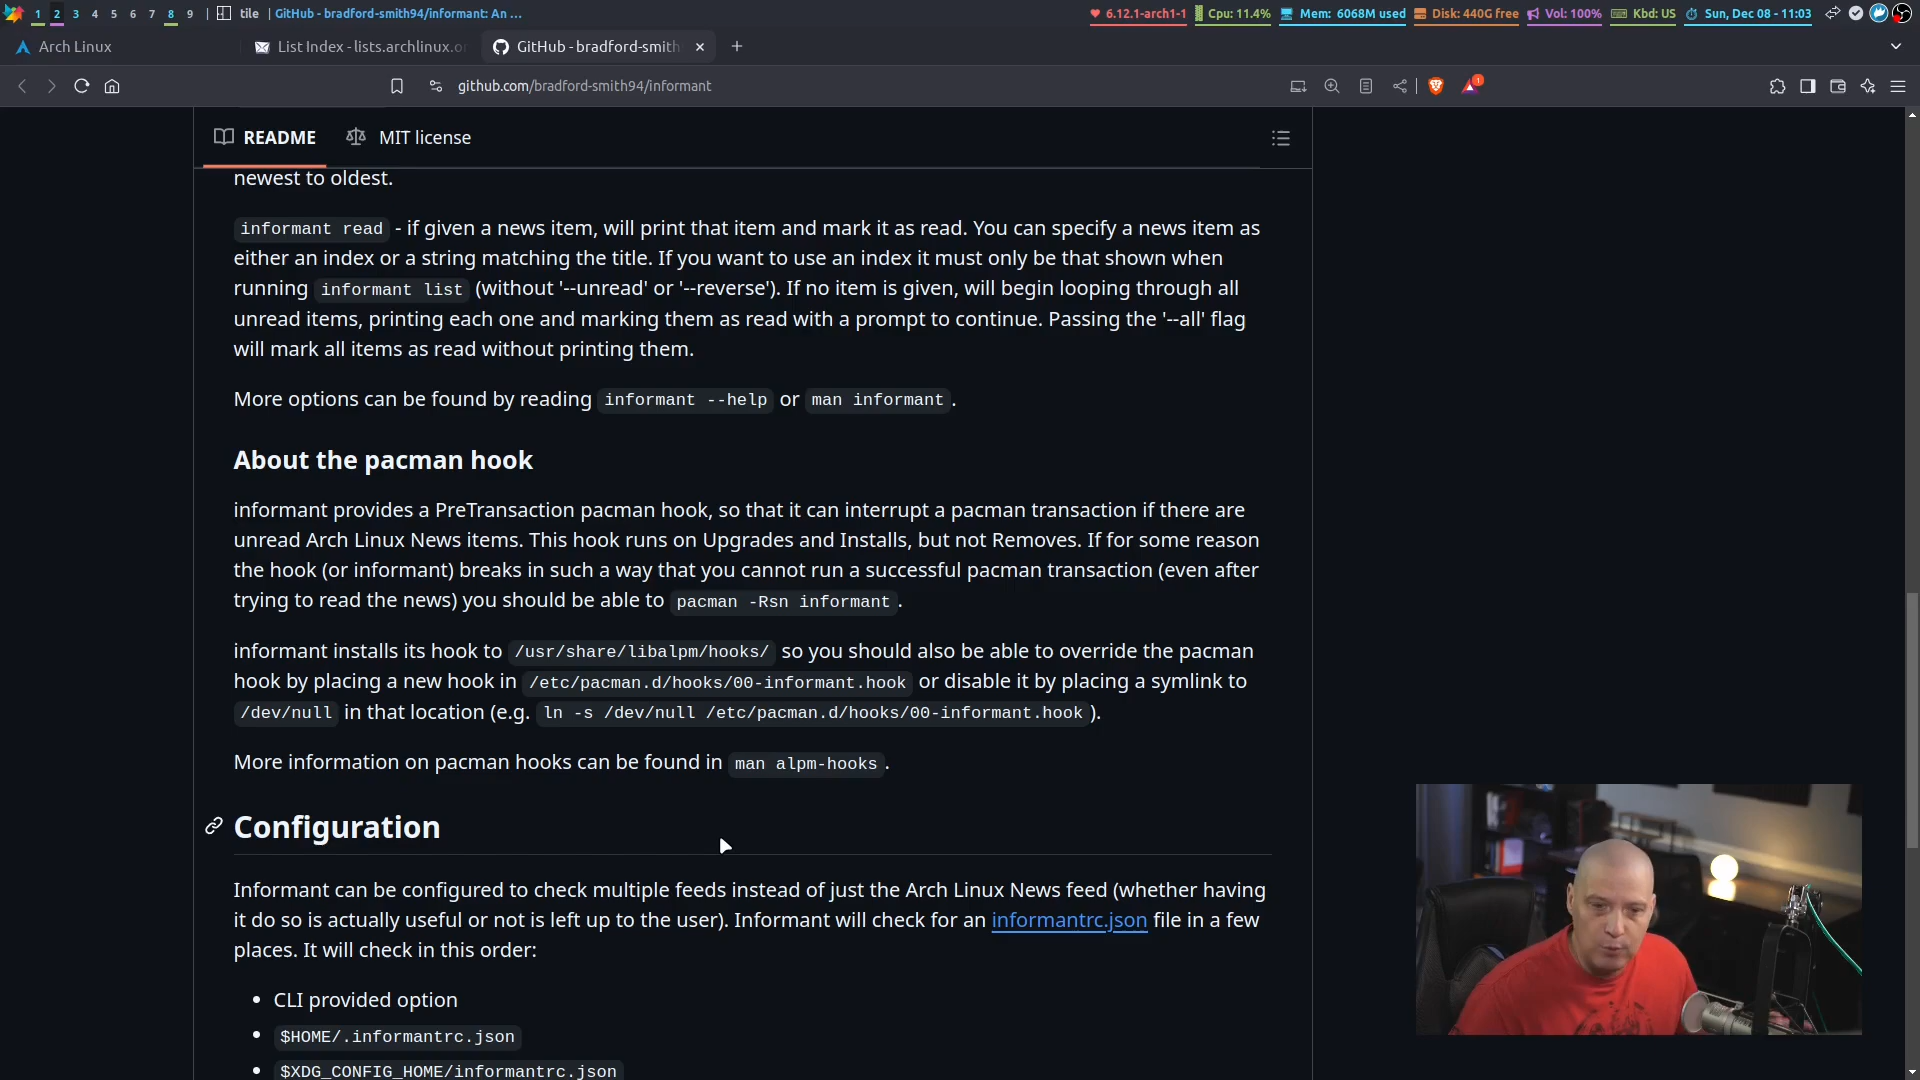 1 2 3 4 5 6 7 8 9 | tile | GitHub - bradford-smith94/informant: An ...
6.12.1-arch1-1 Cpu: 11.4% Mem: 6068M used Disk: 440G free Vol: 100% Kbd: US Sun, Dec 08 - 11:03
Arch Linux
List Index - lists.archlinux.or
GitHub - bradford-smith
github.com/bradford-smith94/informant
1
README
MIT license
newest to oldest.
informant read - if given a news item, will print that item and mark it as read. You can specify a news item as
either an index or a string matching the title. If you want to use an index it must only be that shown when
running informant list (without '--unread' or '--reverse'). If no item is given, will begin looping through all
unread items, printing each one and marking them as read with a prompt to continue. Passing the '--all' flag
will mark all items as read without printing them.
More options can be found by reading informant --help or man informant.
About the pacman hook
informant provides a PreTransaction pacman hook, so that it can interrupt a pacman transaction if there are
unread Arch Linux News items. This hook runs on Upgrades and Installs, but not Removes. If for some reason
the hook (or informant) breaks in such a way that you cannot run a successful pacman transaction (even after
trying to read the news) you should be able to pacman -Rsn informant.
informant installs its hook to /usr/share/libalpm/hooks/ so you should also be able to override the pacman
hook by placing a new hook in /etc/pacman.d/hooks/00-informant.hook or disable it by placing a symlink to
/dev/null in that location (e.g. ln -s /dev/null /etc/pacman.d/hooks/00-informant.hook).
More information on pacman hooks can be found in man alpm-hooks.
Configuration
Informant can be configured to check multiple feeds instead of just the Arch Linux News feed (whether having
it do so is actually useful or not is left up to the user). Informant will check for an informantrc.json file in a few
places. It will check in this order:
• CLI provided option
• $HOME/.informantrc.json
• $XDG_CONFIG_HOME/informantrc.json